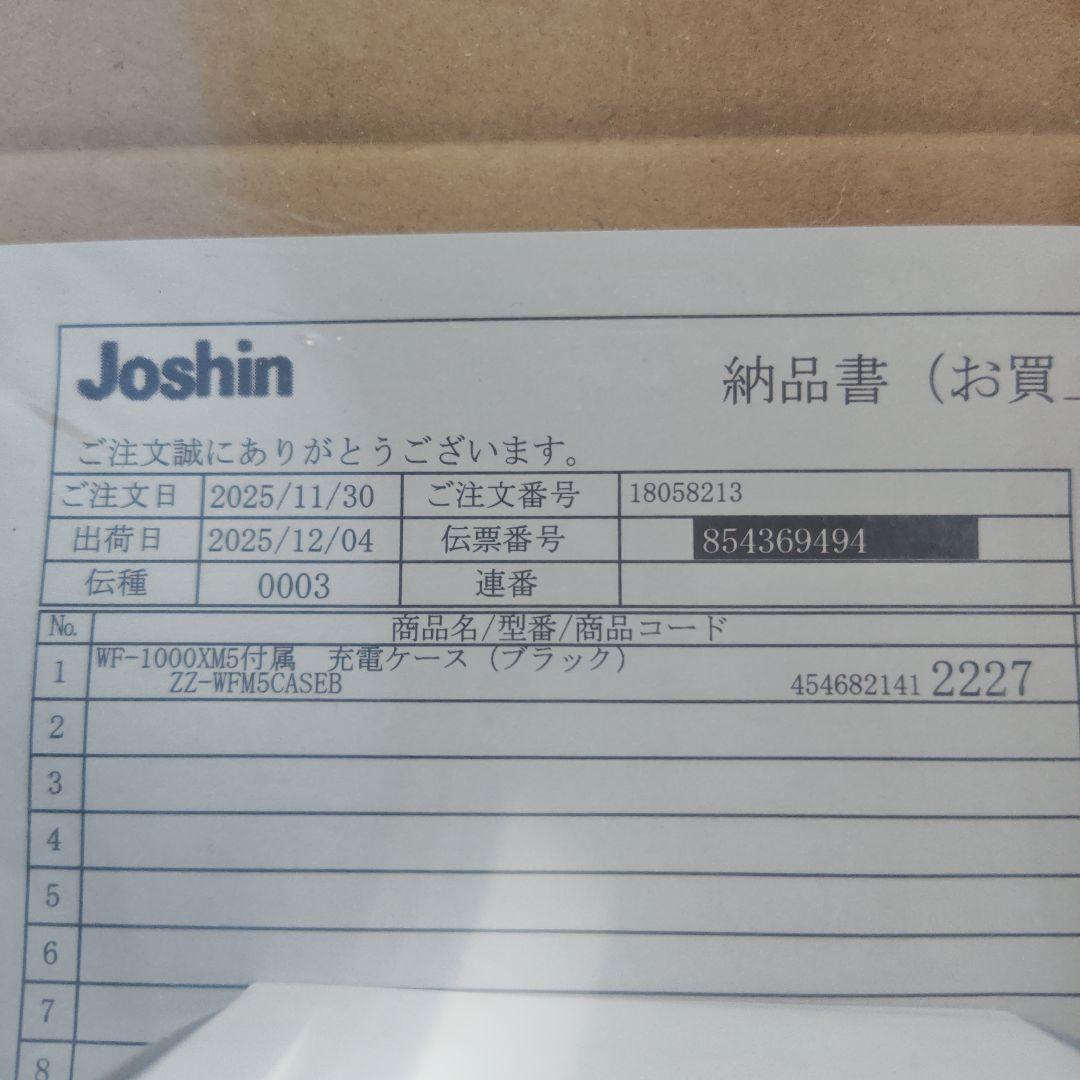 Joshin
納品書（お買
ご注文誠にありがとうございます。
ご注文日 2025/11/30 ご注文番号 18058213
出荷日 2025/12/04 伝票番号 854369494
伝種 0003 連番
No. 商品名/型番/商品コード
1 WF-1000XM5付属　充電ケース（ブラック）
ZZ-WFM5CASEB 454682141 2227
2
3
4
5
6
7
8